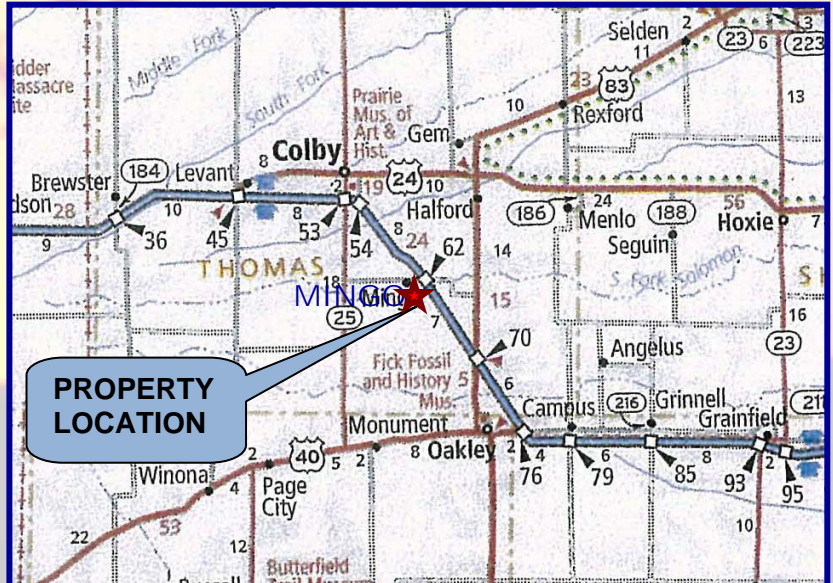 Selden
2
23
6
3
223
11
Middle Fork
idder
assacre
ite
South Fork
Prairie
Mus. of
Art &
Hist.
23
83
10
Rexford
13
Gem
Colby
184
Levant
8
Brewster
2
19
24
10
dson
28
10
8
Halford
24
56
186
Menlo
188
Hoxie
7
9
36
45
53
54
8
24
62
14
Seguin
S Fork Solomon
THOMAS
18
MINGO
25
7
15
S
16
70
Angelus
23
PROPERTY
LOCATION
Fick Fossil
and History
Mus
5
6
216
Grinnell
Campus
Grainfield
211
Monument
Oakley
2
4
6
8
2
40
5
2
8
76
79
85
93
95
Winona
2
4
Page
City
22
53
12
10
Butterfield